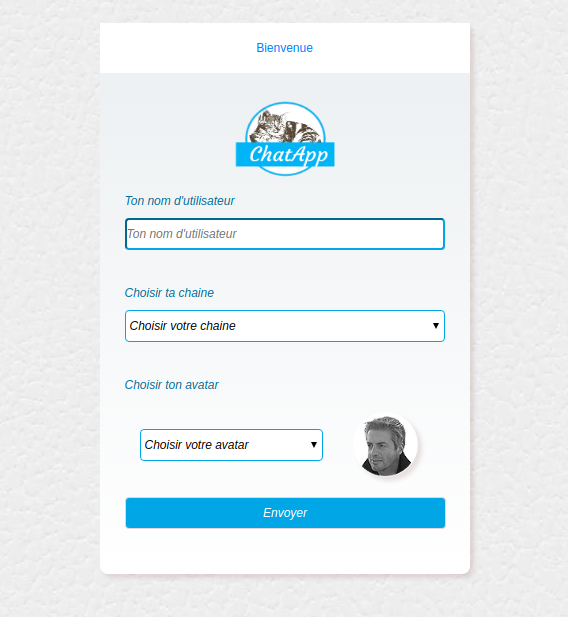 Bienvenue
ChatApp
Ton nom d'utilisateur
Ton nom d'utilisateur
Choisir ta chaine
Choisir votre chaine
Choisir ton avatar
Choisir votre avatar
Envoyer